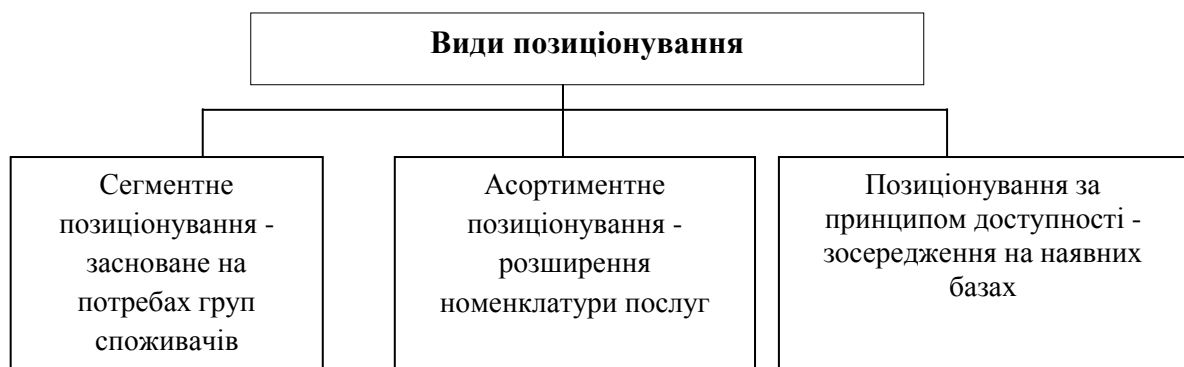 Види позиціонування
Сегментне
позиціонування -
засноване на
потребах груп
споживачів
Асортиментне
позиціонування -
розширення
номенклатури послуг
Позиціонування за
принципом доступності -
зосередження на наявних
базах